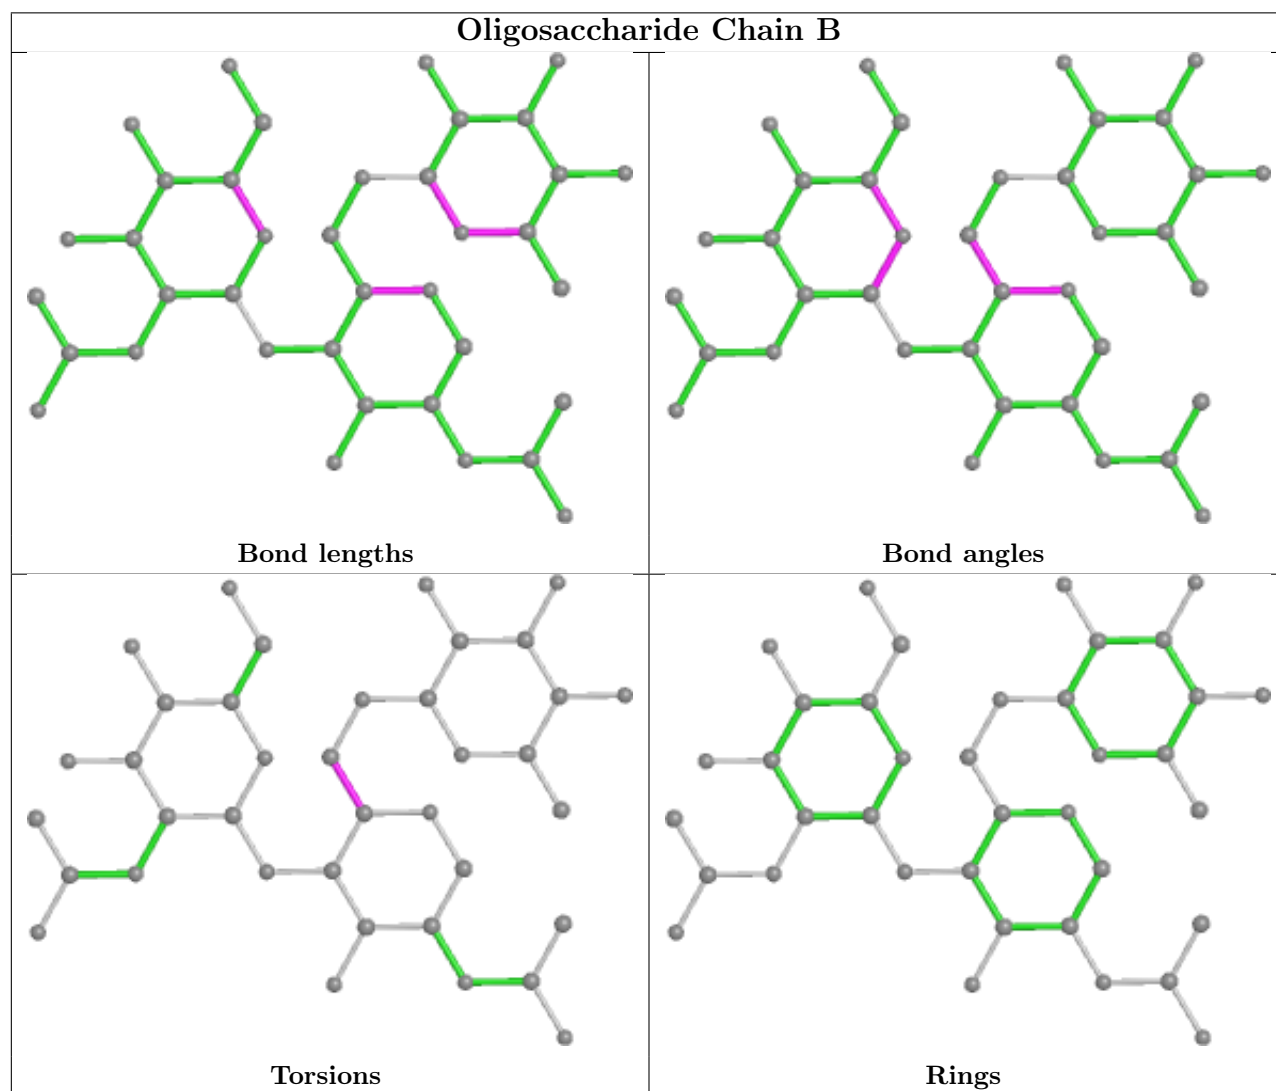 Oligosaccharide Chain B
Bond lengths
Bond angles
Torsions
Rings